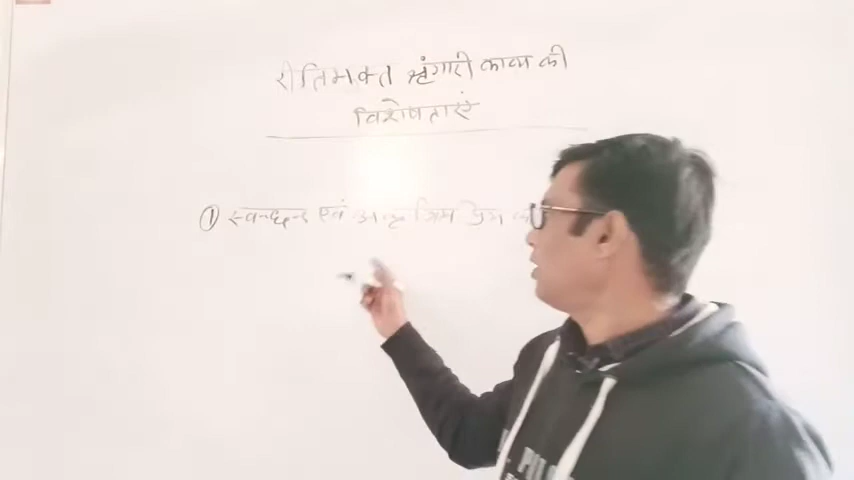 रीतिमुक्त श्रृंगारी काव्य की
विशेषताएं
① स्वच्छन्द एवं अकृत्रिम प्रेम